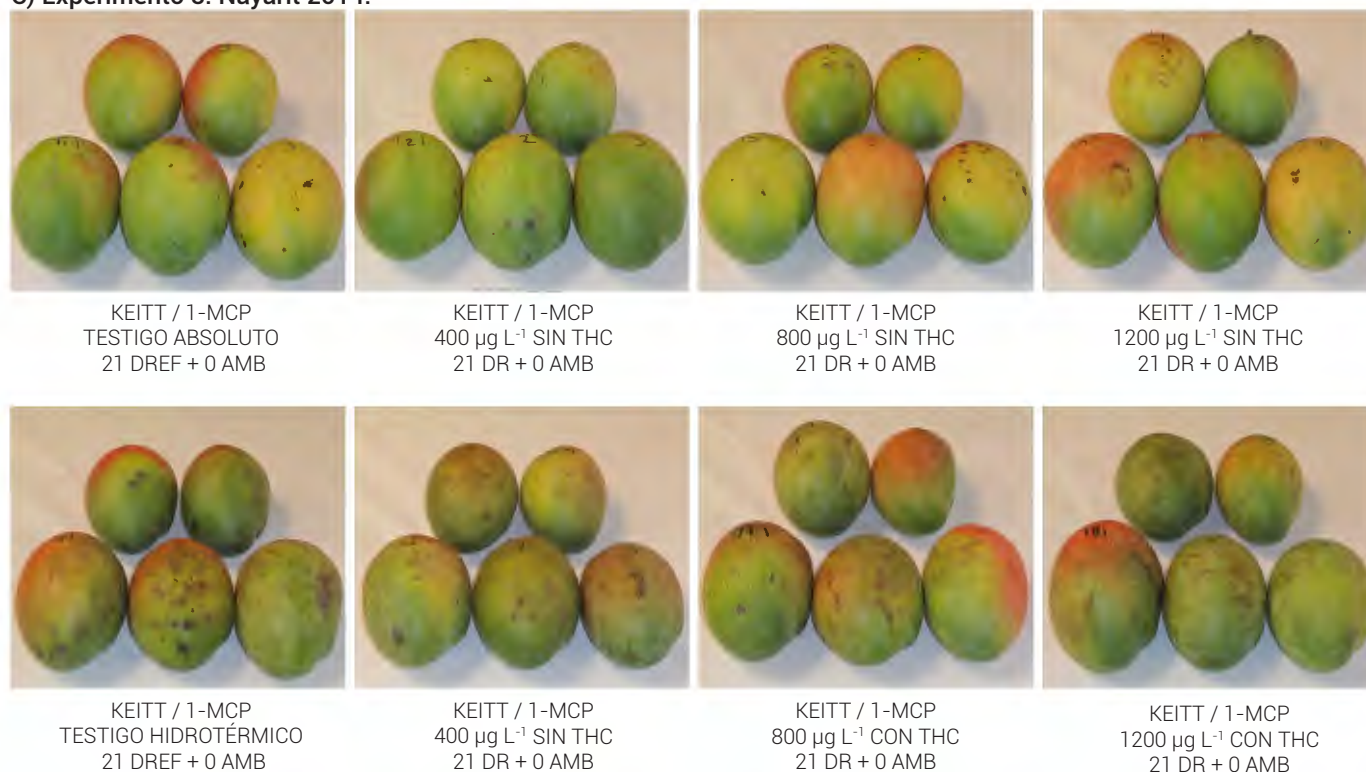 C) Experimento 3. Nayarit 2014.
KEITT / 1-MCP
TESTIGO ABSOLUTO
21 DREF + 0 AMB
KEITT / 1-MCP
400 µg L⁻¹ SIN THC
21 DR + 0 AMB
KEITT / 1-MCP
800 µg L⁻¹ SIN THC
21 DR + 0 AMB
KEITT / 1-MCP
1200 µg L⁻¹ SIN THC
21 DR + 0 AMB
KEITT / 1-MCP
TESTIGO HIDROTÉRMICO
21 DREF + 0 AMB
KEITT / 1-MCP
400 µg L⁻¹ SIN THC
21 DR + 0 AMB
KEITT / 1-MCP
800 µg L⁻¹ CON THC
21 DR + 0 AMB
KEITT / 1-MCP
1200 µg L⁻¹ CON THC
21 DR + 0 AMB